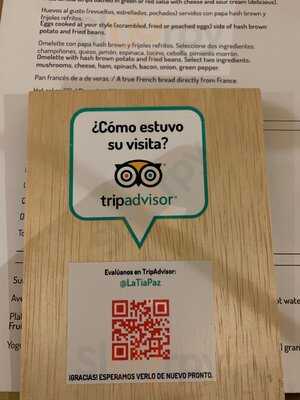 Huevos al gusto (revueltos, estrellados, pochados) servidos con papa hash brown y
frijoles refritos.
Eggs cooked at your style (scrambled, fried or poached eggs) side of hash brown
potato and fried beans.
Omelette con papa hash brown y frijoles refritos. Seleccione dos ingredientes:
champiñones, queso, jamón, espinaca, tocino, cebolla, pimiento morrón.
Omelette with hash brown potato and fried beans. Select two ingredients:
mushrooms, cheese, ham, spinach, bacon, onion, green pepper.
Pan francés de a de veras. / A true French bread directly from France.
¿Cómo estuvo
su visita?
tripadvisor
Evalúanos en TripAdvisor:
@LaTiaPaz
¡GRACIAS! ESPERAMOS VERLO DE NUEVO PRONTO.